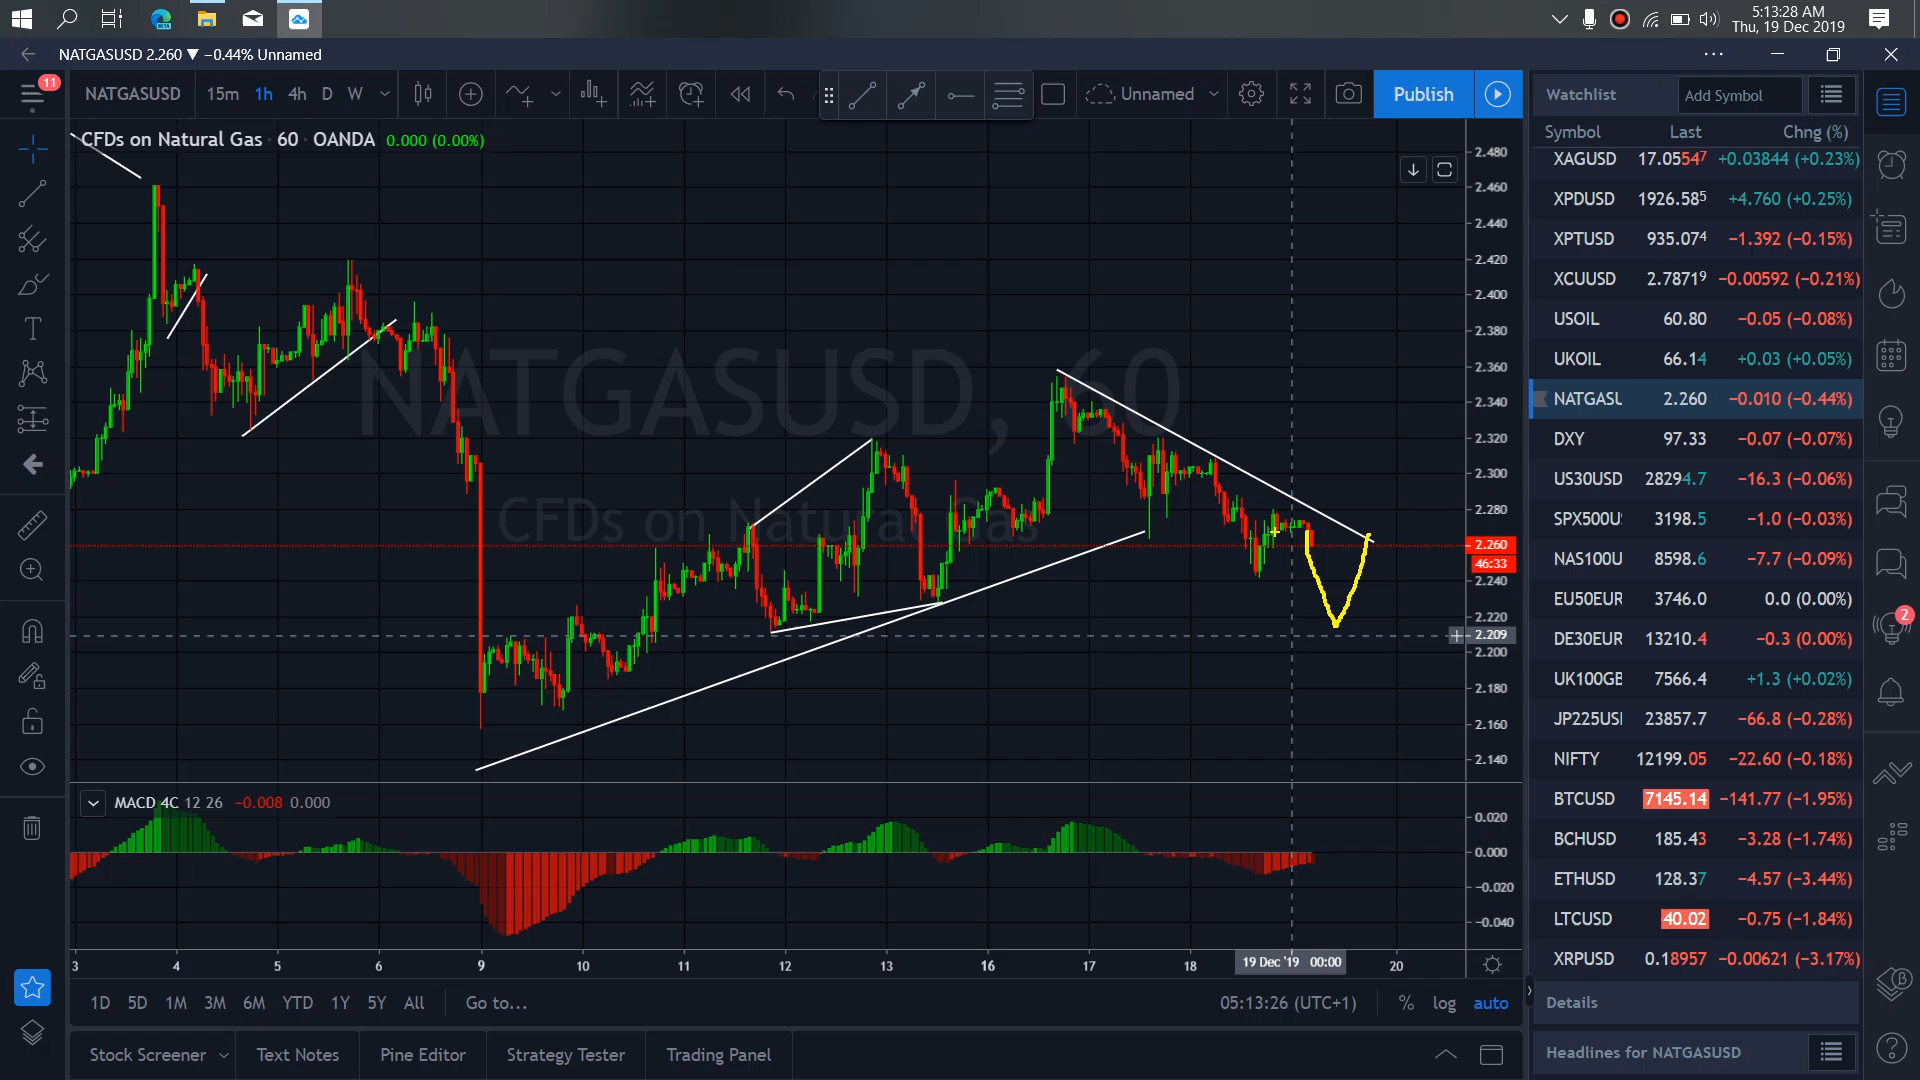 5:13:28 AM
Thu, 19 Dec 2019
NATGASUSD 2.260 ▼ −0.44% Unnamed
11
NATGASUSD 15m 1h 4h D W Unnamed Publish
CFDs on Natural Gas · 60 · OANDA 0.000 (0.00%)
NATGASUSD, 60
CFDs on Natural Gas
2.480
2.460
2.440
2.420
2.400
2.380
2.360
2.340
2.320
2.300
2.280
2.260
46:33
2.240
2.220
2.209
2.200
2.180
2.160
2.140
MACD 4C 12 26 −0.008 0.000
0.020
0.000
−0.020
−0.040
3 4 5 6 9 10 11 12 13 16 17 18 19 Dec '19 00:00 20
1D 5D 1M 3M 6M YTD 1Y 5Y All Go to... 05:13:26 (UTC+1) % log auto
Stock Screener Text Notes Pine Editor Strategy Tester Trading Panel
Watchlist Add Symbol
Symbol Last Chng (%)
XAGUSD 17.05547 +0.03844 (+0.23%)
XPDUSD 1926.585 +4.760 (+0.25%)
XPTUSD 935.074 −1.392 (−0.15%)
XCUUSD 2.78719 −0.00592 (−0.21%)
USOIL 60.80 −0.05 (−0.08%)
UKOIL 66.14 +0.03 (+0.05%)
NATGASU 2.260 −0.010 (−0.44%)
DXY 97.33 −0.07 (−0.07%)
US30USD 28294.7 −16.3 (−0.06%)
SPX500U 3198.5 −1.0 (−0.03%)
NAS100U 8598.6 −7.7 (−0.09%)
EU50EUR 3746.0 0.0 (0.00%)
DE30EUR 13210.4 −0.3 (0.00%)
UK100GB 7566.4 +1.3 (+0.02%)
JP225USI 23857.7 −66.8 (−0.28%)
NIFTY 12199.05 −22.60 (−0.18%)
BTCUSD 7145.14 −141.77 (−1.95%)
BCHUSD 185.43 −3.28 (−1.74%)
ETHUSD 128.37 −4.57 (−3.44%)
LTCUSD 40.02 −0.75 (−1.84%)
XRPUSD 0.18957 −0.00621 (−3.17%)
Details
Headlines for NATGASUSD
2